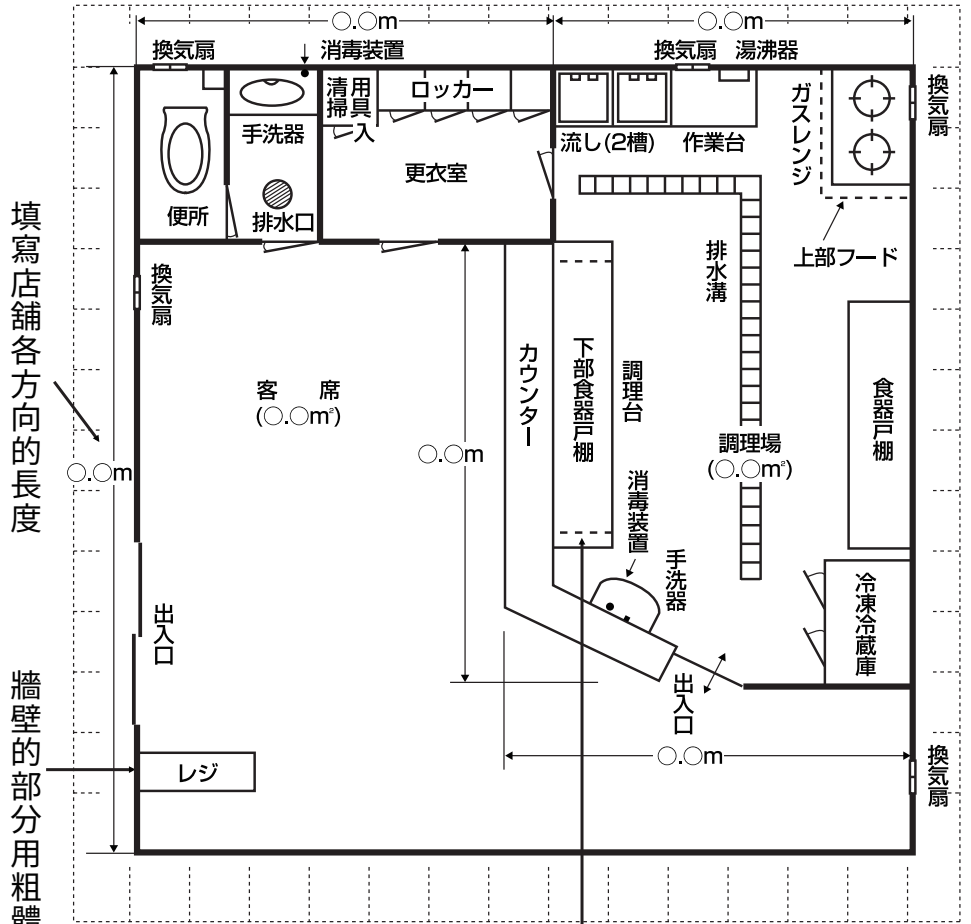 ○.○m
○.○m
換気扇
消毒装置
換気扇
湯沸器
清掃用具入
ロッカー
手洗器
流し(2槽)
作業台
ガスレンジ
換気扇
更衣室
便所
排水口
上部フード
排水溝
換気扇
填寫店舖各方向的長度
○.○m
客 席
(○.○㎡)
○.○m
カウンター
下部食器戸棚
調理台
調理場
(○.○㎡)
食器戸棚
消毒装置
手洗器
冷凍冷蔵庫
出入口
出入口
○.○m
換気扇
レジ
牆壁的部分用粗體